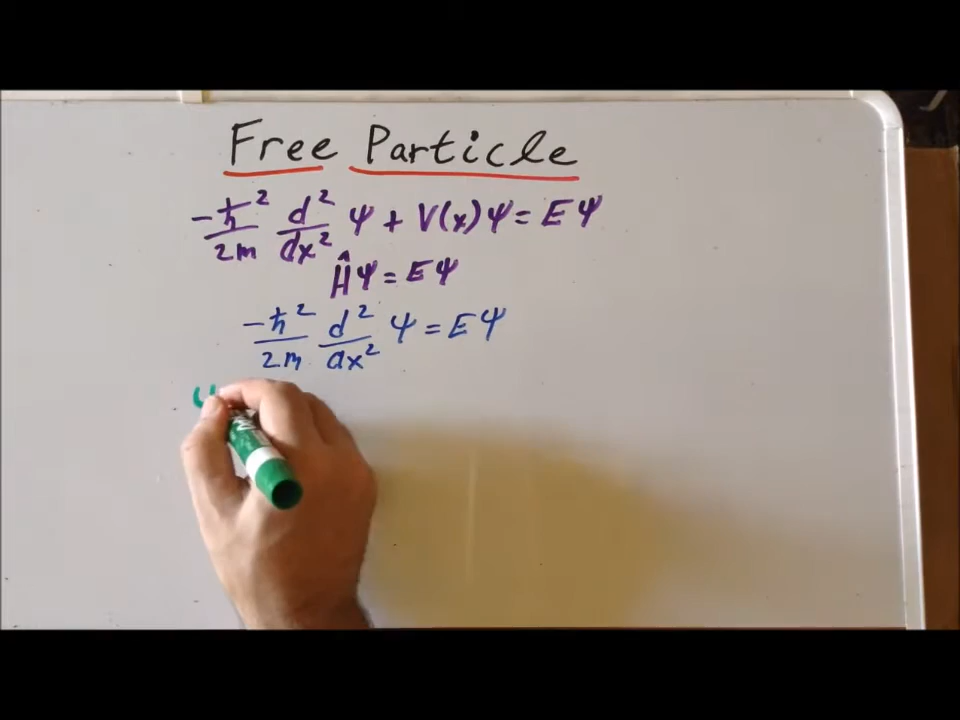 Free Particle
-ħ²/2m d²/dx² Ψ + V(x)Ψ = EΨ
ĤΨ = EΨ
-ħ²/2m d²/dx² Ψ = EΨ